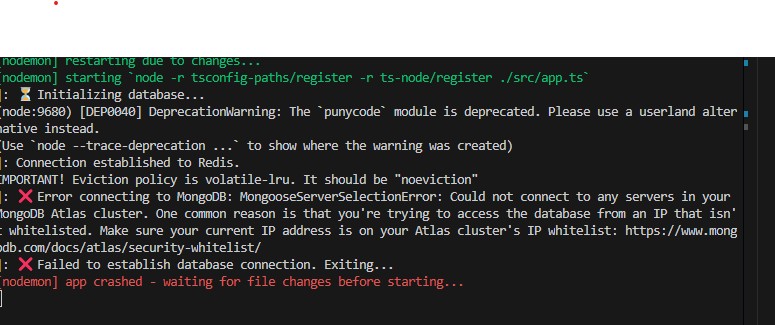 [nodemon] restarting due to changes...
[nodemon] starting `node -r tsconfig-paths/register -r ts-node/register ./src/app.ts`
]: ⏳ Initializing database...
(node:9680) [DEP0040] DeprecationWarning: The `punycode` module is deprecated. Please use a userland alter
native instead.
(Use `node --trace-deprecation ...` to show where the warning was created)
]: Connection established to Redis.
IMPORTANT! Eviction policy is volatile-lru. It should be "noeviction"
]: ❌ Error connecting to MongoDB: MongooseServerSelectionError: Could not connect to any servers in your
MongoDB Atlas cluster. One common reason is that you're trying to access the database from an IP that isn'
t whitelisted. Make sure your current IP address is on your Atlas cluster's IP whitelist: https://www.mong
odb.com/docs/atlas/security-whitelist/
]: ❌ Failed to establish database connection. Exiting...
[nodemon] app crashed - waiting for file changes before starting...